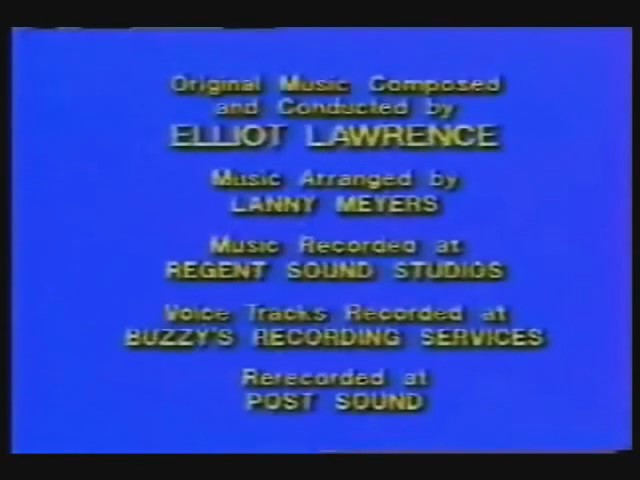 Original Music Composed
and Conducted by
ELLIOT LAWRENCE
Music Arranged by
LANNY MEYERS
Music Recorded at
REGENT SOUND STUDIOS
Voice Tracks Recorded at
BUZZY'S RECORDING SERVICES
Rerecorded at
POST SOUND